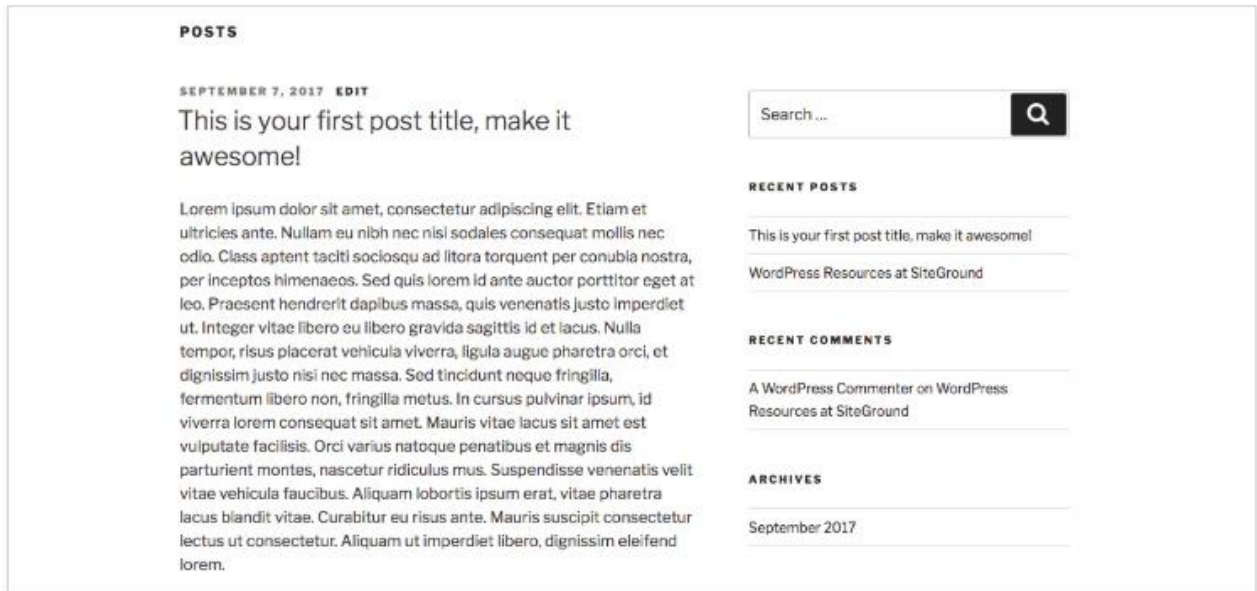 POSTS
SEPTEMBER 7, 2017 EDIT
This is your first post title, make it
awesome!
Lorem ipsum dolor sit amet, consectetur adipiscing elit. Etiam et
ultricies ante. Nullam eu nibh nec nisi sodales consequat mollis nec
odio. Class aptent taciti sociosqu ad litora torquent per conubia nostra,
per inceptos himenaeos. Sed quis lorem id ante auctor porttitor eget at
leo. Praesent hendrerit dapibus massa, quis venenatis justo imperdiet
ut. Integer vitae libero eu libero gravida sagittis id et lacus. Nulla
tempor, risus placerat vehicula viverra, ligula augue pharetra orci, et
dignissim justo nisi nec massa. Sed tincidunt neque fringilla,
fermentum libero non, fringilla metus. In cursus pulvinar ipsum, id
viverra lorem consequat sit amet. Mauris vitae lacus sit amet est
vulputate facilisis. Orci varius natoque penatibus et magnis dis
parturient montes, nascetur ridiculus mus. Suspendisse venenatis velit
vitae vehicula faucibus. Aliquam lobortis ipsum erat, vitae pharetra
lacus blandit vitae. Curabitur eu risus ante. Mauris suscipit consectetur
lectus ut consectetur. Aliquam ut imperdiet libero, dignissim eleifend
lorem.
Search ...
RECENT POSTS
This is your first post title, make it awesome!
WordPress Resources at SiteGround
RECENT COMMENTS
A WordPress Commenter on WordPress
Resources at SiteGround
ARCHIVES
September 2017